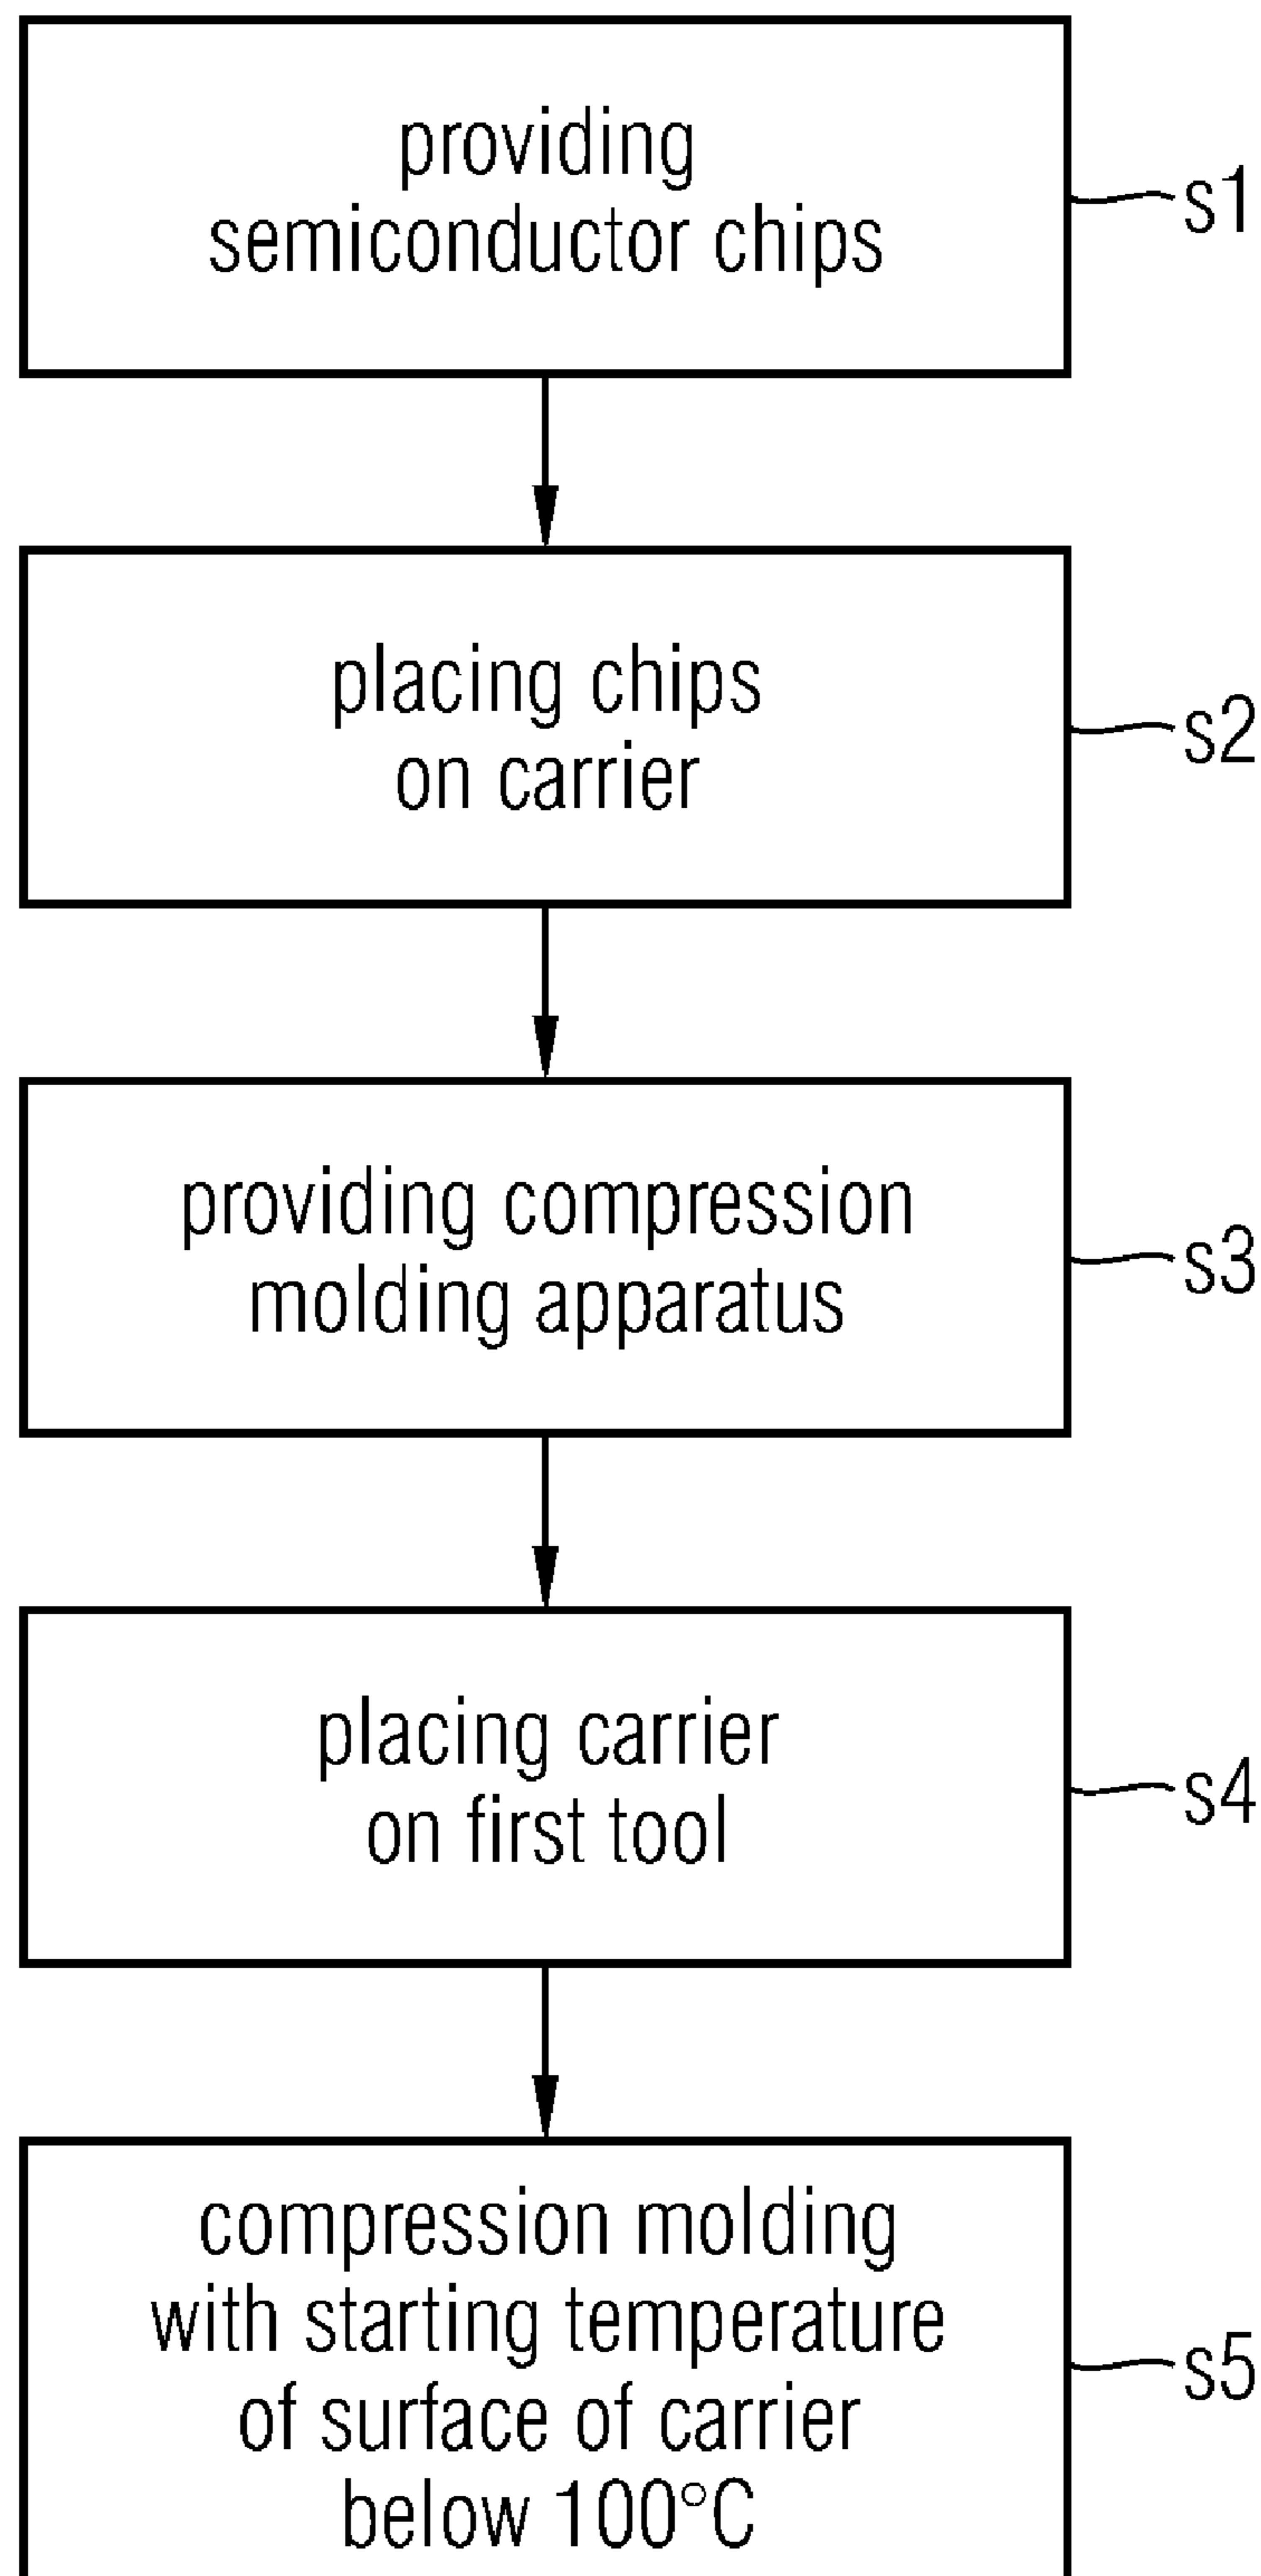 providing
semiconductor chips
s1
placing chips
on carrier
s2
providing compression
molding apparatus
s3
placing carrier
on first tool
s4
compression molding
with starting temperature
of surface of carrier
below 100°C
s5